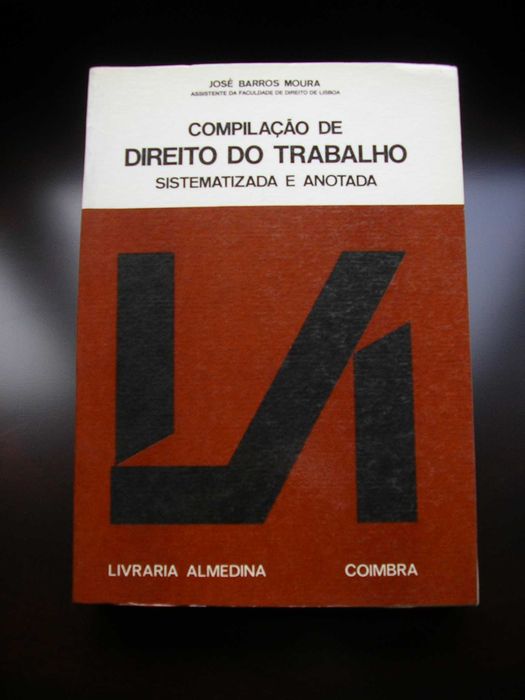 JOSÉ BARROS MOURA
ASSISTENTE DA FACULDADE DE DIREITO DE LISBOA
COMPILAÇÃO DE
DIREITO DO TRABALHO
SISTEMATIZADA E ANOTADA
LIVRARIA ALMEDINA COIMBRA